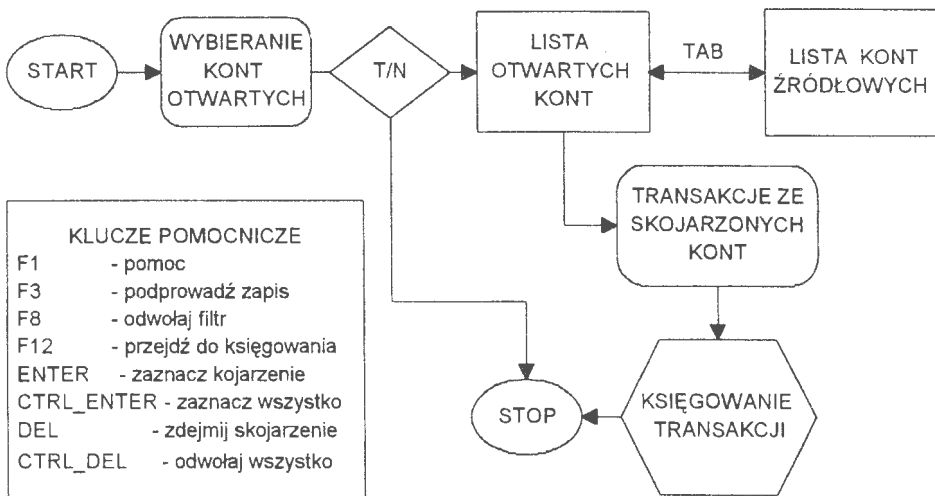 START
WYBIERANIE
KONT
OTWARTYCH
T/N
LISTA
OTWARTYCH
KONT
TAB
LISTA KONT
ŹRÓDŁOWYCH
TRANSAKCJE ZE
SKOJARZONYCH
KONT
KSIĘGOWANIE
TRANSAKCJI
STOP
KLUCZE POMOCNICZE
F1 - pomoc
F3 - podprowadź zapis
F8 - odwołaj filtr
F12 - przejdź do księgowania
ENTER - zaznacz kojarzenie
CTRL_ENTER - zaznacz wszystko
DEL - zdejmij skojarzenie
CTRL_DEL - odwołaj wszystko